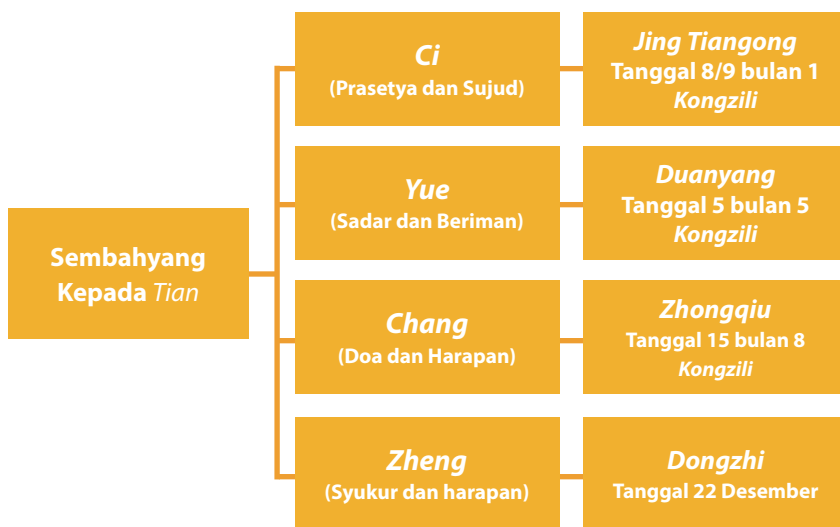 Sembahyang
Kepada Tian
Ci
(Prasetya dan Sujud)
Jing Tiangong
Tanggal 8/9 bulan 1
Kongzili
Yue
(Sadar dan Beriman)
Duanyang
Tanggal 5 bulan 5
Kongzili
Chang
(Doa dan Harapan)
Zhongqiu
Tanggal 15 bulan 8
Kongzili
Zheng
(Syukur dan harapan)
Dongzhi
Tanggal 22 Desember